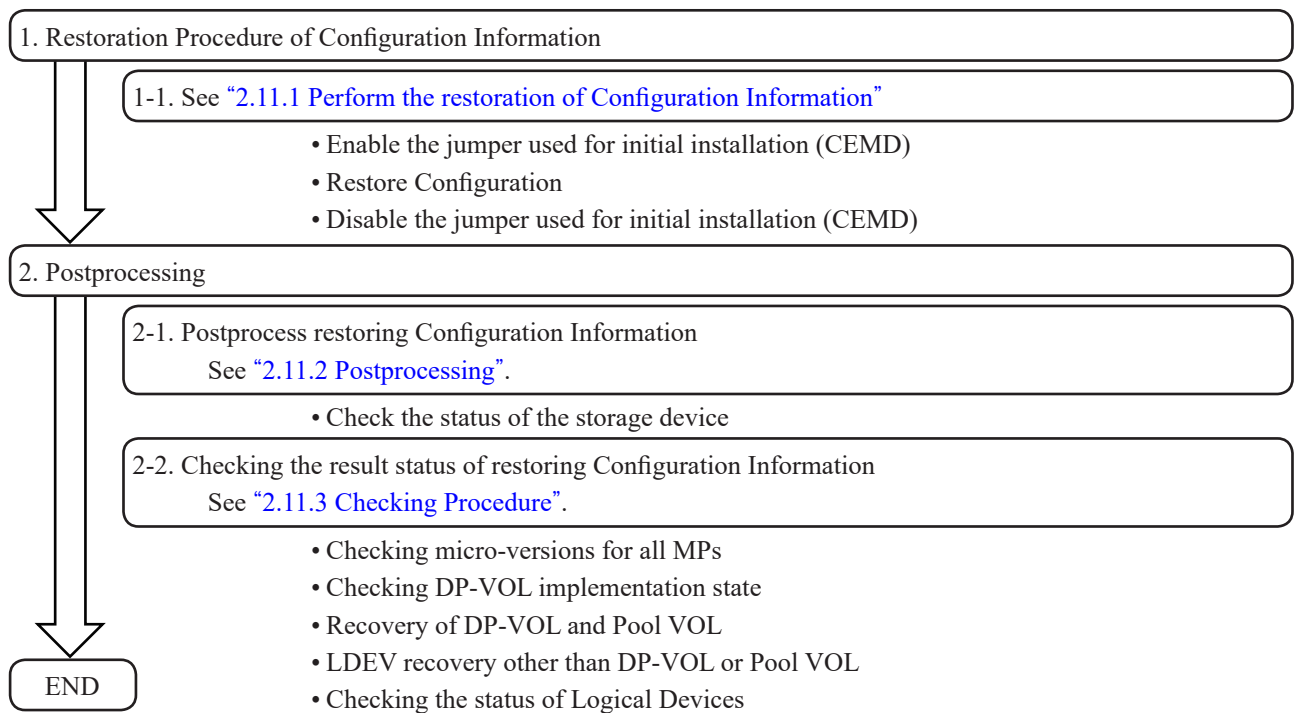 1. Restoration Procedure of Configuration Information
1-1. See “2.11.1 Perform the restoration of Configuration Information”
• Enable the jumper used for initial installation (CEMD)
• Restore Configuration
• Disable the jumper used for initial installation (CEMD)
2. Postprocessing
2-1. Postprocess restoring Configuration Information
See “2.11.2 Postprocessing”.
• Check the status of the storage device
2-2. Checking the result status of restoring Configuration Information
See “2.11.3 Checking Procedure”.
• Checking micro-versions for all MPs
• Checking DP-VOL implementation state
• Recovery of DP-VOL and Pool VOL
• LDEV recovery other than DP-VOL or Pool VOL
• Checking the status of Logical Devices
END